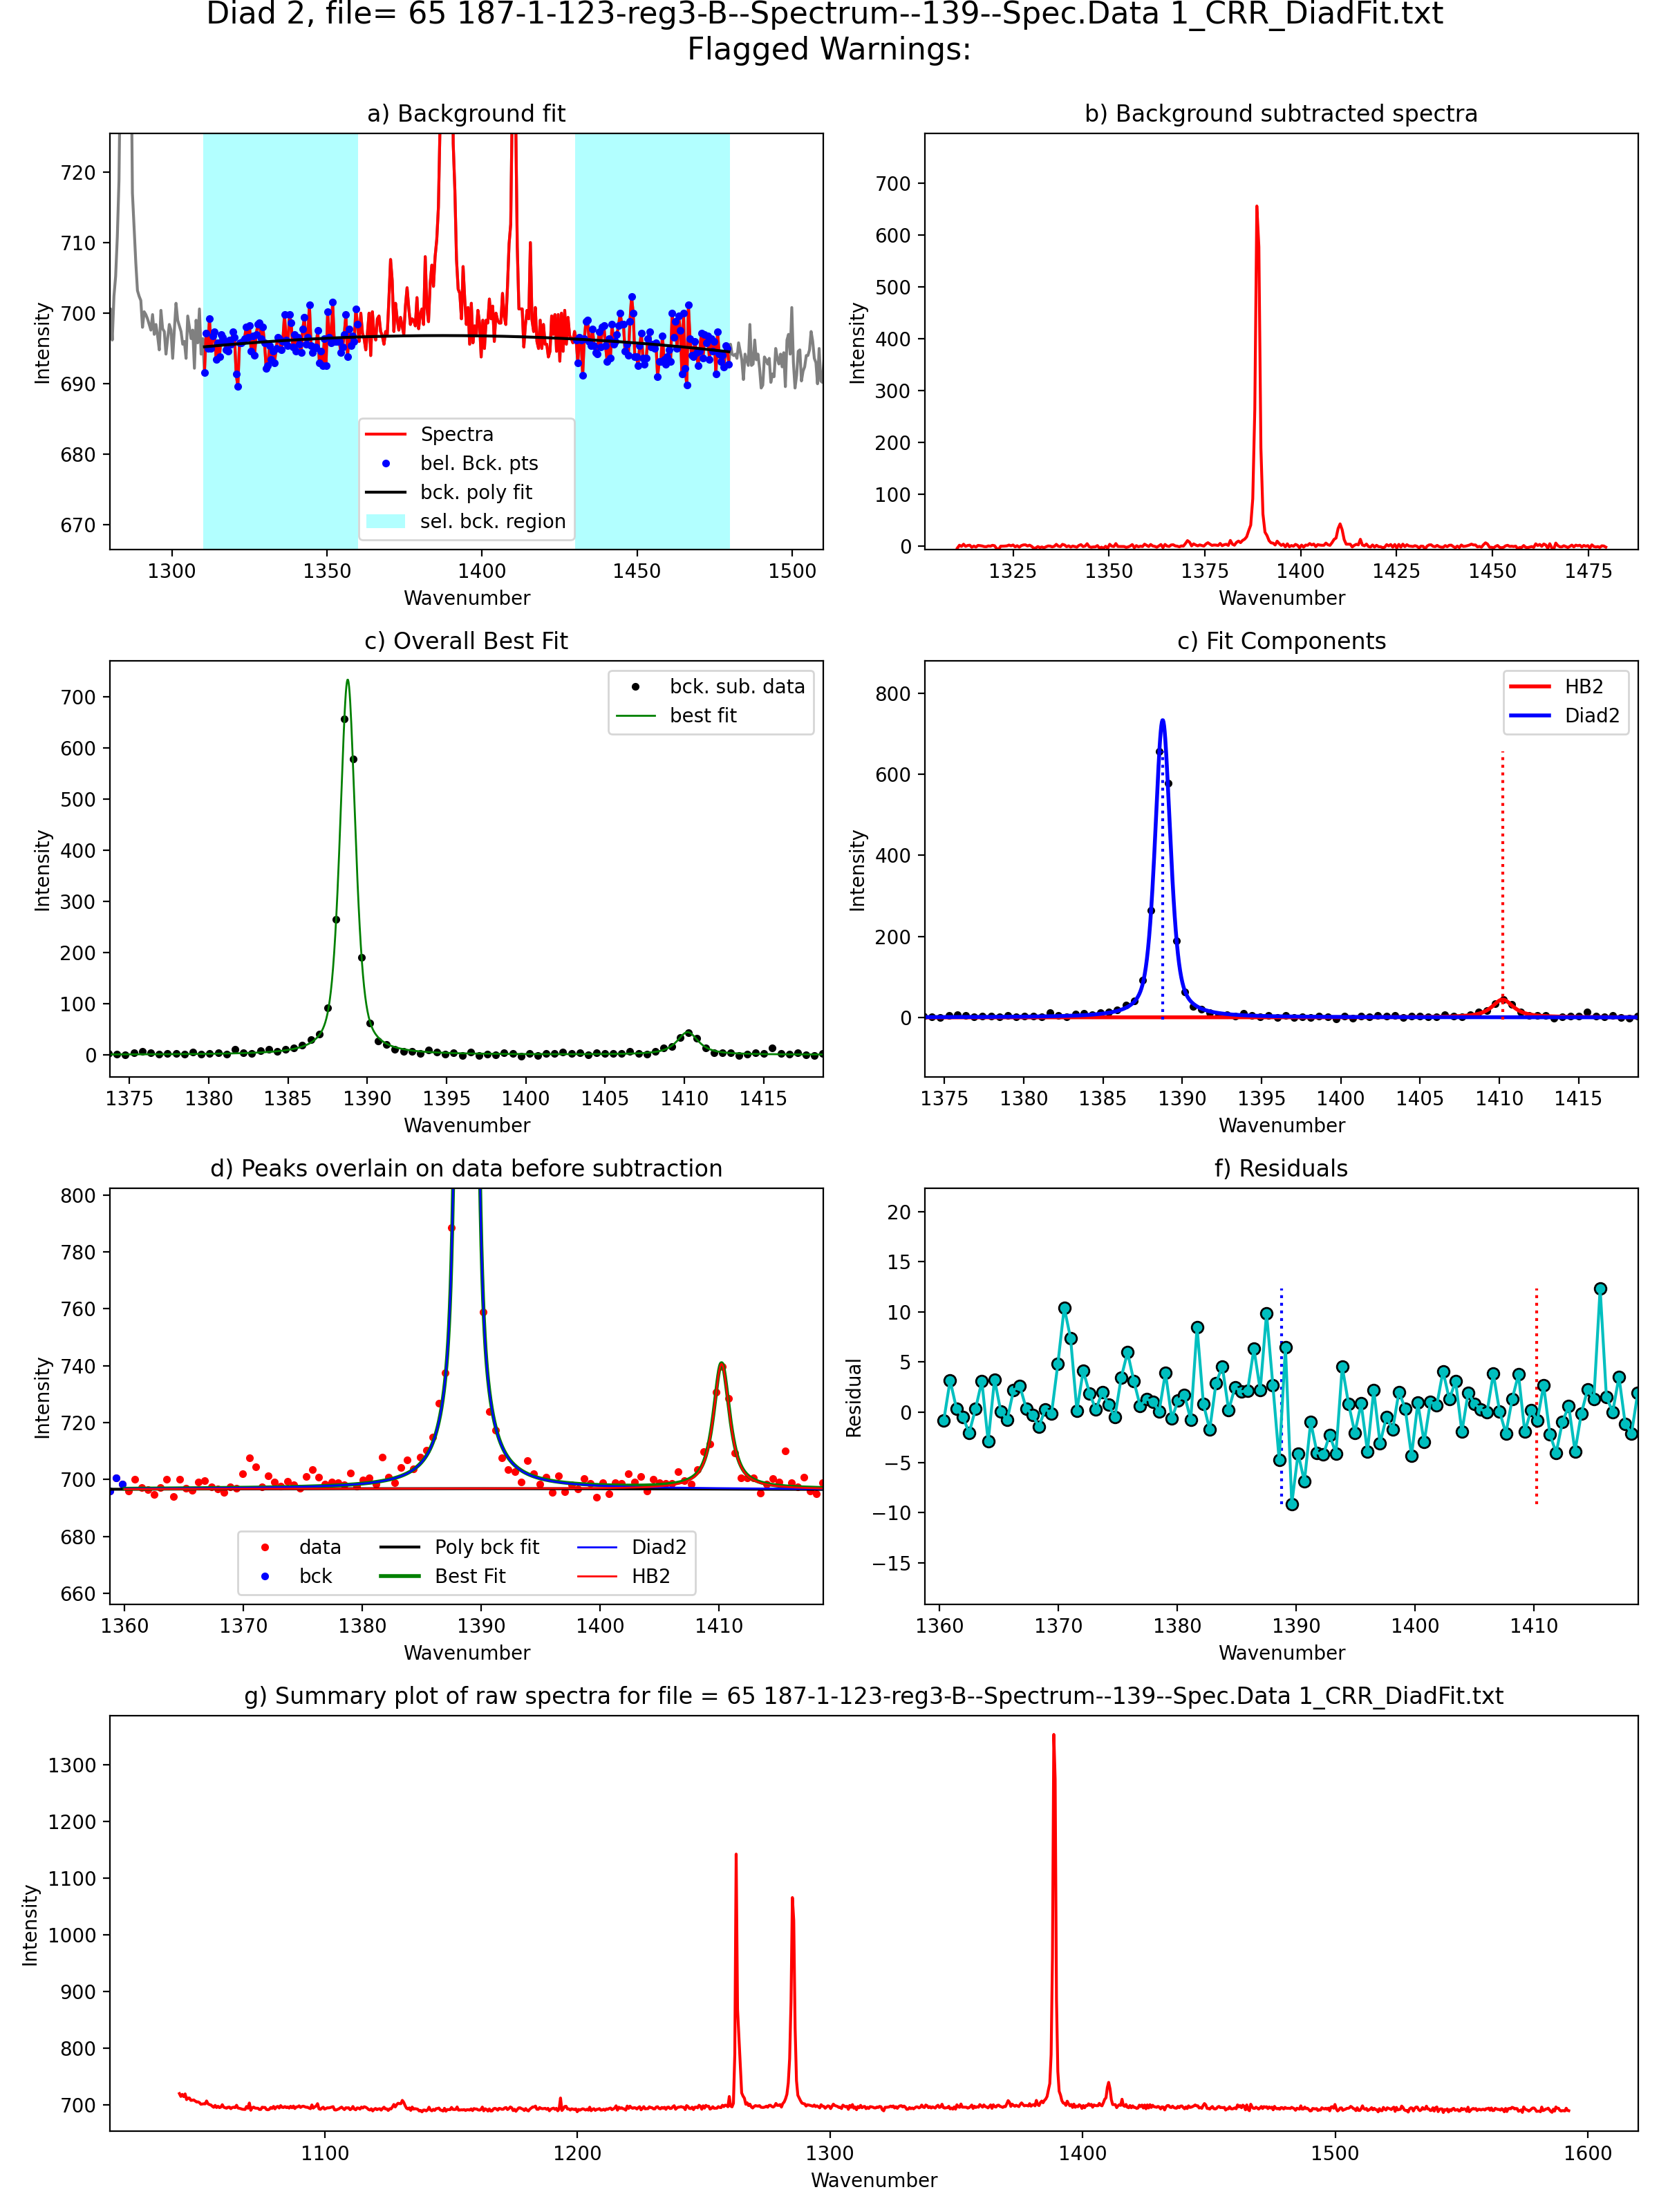 Diad 2, file= 65 187-1-123-reg3-B--Spectrum--139--Spec.Data 1_CRR_DiadFit.txt
Flagged Warnings:
a) Background fit
720
710
700
690
680
670
Intensity
Spectra
bel. Bck. pts
bck. poly fit
sel. bck. region
1300 1350 1400 1450 1500
Wavenumber
b) Background subtracted spectra
700
600
500
400
300
200
100
0
Intensity
1325 1350 1375 1400 1425 1450 1475
Wavenumber
c) Overall Best Fit
700
600
500
400
300
200
100
0
Intensity
bck. sub. data
best fit
1375 1380 1385 1390 1395 1400 1405 1410 1415
Wavenumber
c) Fit Components
800
600
400
200
0
Intensity
HB2
Diad2
1375 1380 1385 1390 1395 1400 1405 1410 1415
Wavenumber
d) Peaks overlain on data before subtraction
800
780
760
740
720
700
680
660
Intensity
data
bck
Poly bck fit
Best Fit
Diad2
HB2
1360 1370 1380 1390 1400 1410
Wavenumber
f) Residuals
20
15
10
5
0
−5
−10
−15
Residual
1360 1370 1380 1390 1400 1410
Wavenumber
g) Summary plot of raw spectra for file = 65 187-1-123-reg3-B--Spectrum--139--Spec.Data 1_CRR_DiadFit.txt
1300
1200
1100
1000
900
800
700
Intensity
1100 1200 1300 1400 1500 1600
Wavenumber